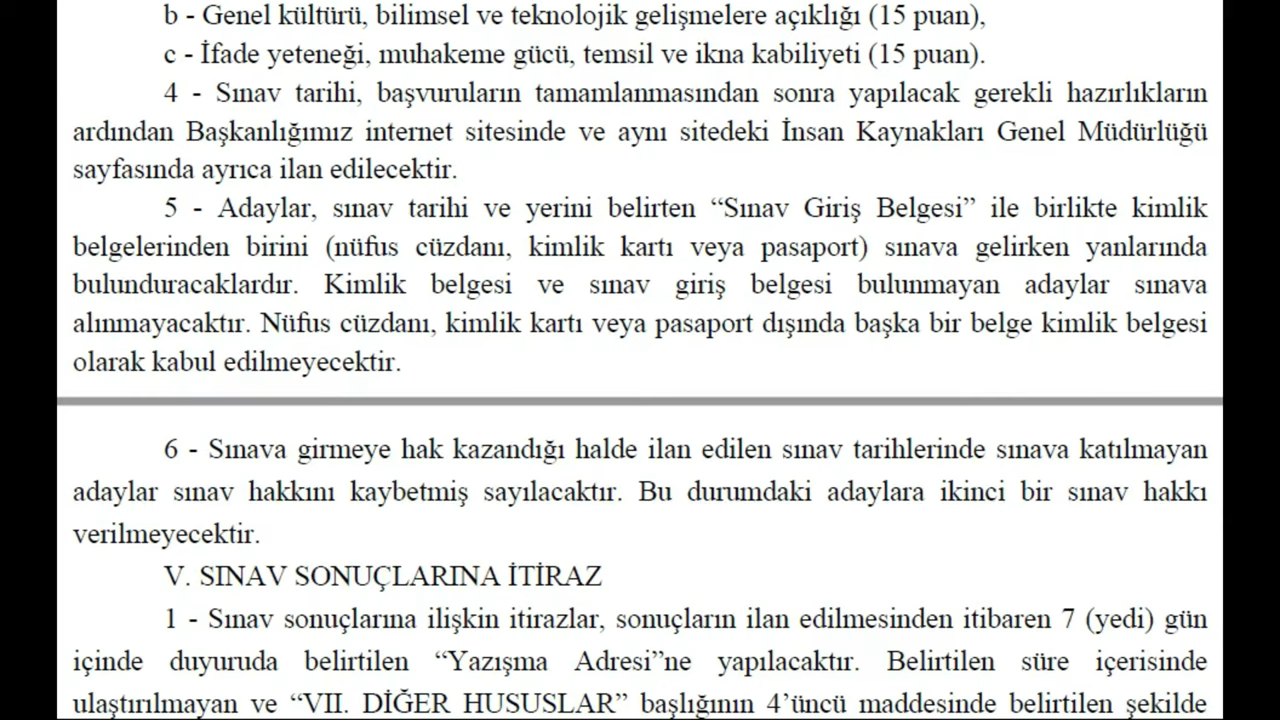 b - Genel kültürü, bilimsel ve teknolojik gelişmelere açıklığı (15 puan),
c - İfade yeteneği, muhakeme gücü, temsil ve ikna kabiliyeti (15 puan).
4 - Sınav tarihi, başvuruların tamamlanmasından sonra yapılacak gerekli hazırlıkların
ardından Başkanlığımız internet sitesinde ve aynı sitedeki İnsan Kaynakları Genel Müdürlüğü
sayfasında ayrıca ilan edilecektir.
5 - Adaylar, sınav tarihi ve yerini belirten “Sınav Giriş Belgesi” ile birlikte kimlik
belgelerinden birini (nüfus cüzdanı, kimlik kartı veya pasaport) sınava gelirken yanlarında
bulunduracaklardır. Kimlik belgesi ve sınav giriş belgesi bulunmayan adaylar sınava
alınmayacaktır. Nüfus cüzdanı, kimlik kartı veya pasaport dışında başka bir belge kimlik belgesi
olarak kabul edilmeyecektir.
6 - Sınava girmeye hak kazandığı halde ilan edilen sınav tarihlerinde sınava katılmayan
adaylar sınav hakkını kaybetmiş sayılacaktır. Bu durumdaki adaylara ikinci bir sınav hakkı
verilmeyecektir.
V. SINAV SONUÇLARINA İTİRAZ
1 - Sınav sonuçlarına ilişkin itirazlar, sonuçların ilan edilmesinden itibaren 7 (yedi) gün
içinde duyuruda belirtilen “Yazışma Adresi”ne yapılacaktır. Belirtilen süre içerisinde
ulaştırılmayan ve “VII. DİĞER HUSUSLAR” başlığının 4’üncü maddesinde belirtilen şekilde